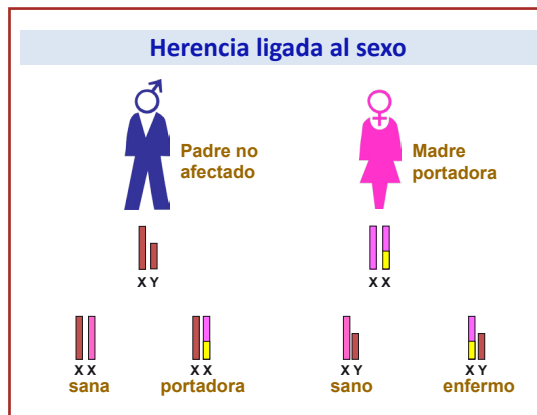 Herencia ligada al sexo
Padre no
afectado
Madre
portadora
X Y
X X
X X
sana
X X
portadora
X Y
sano
X Y
enfermo